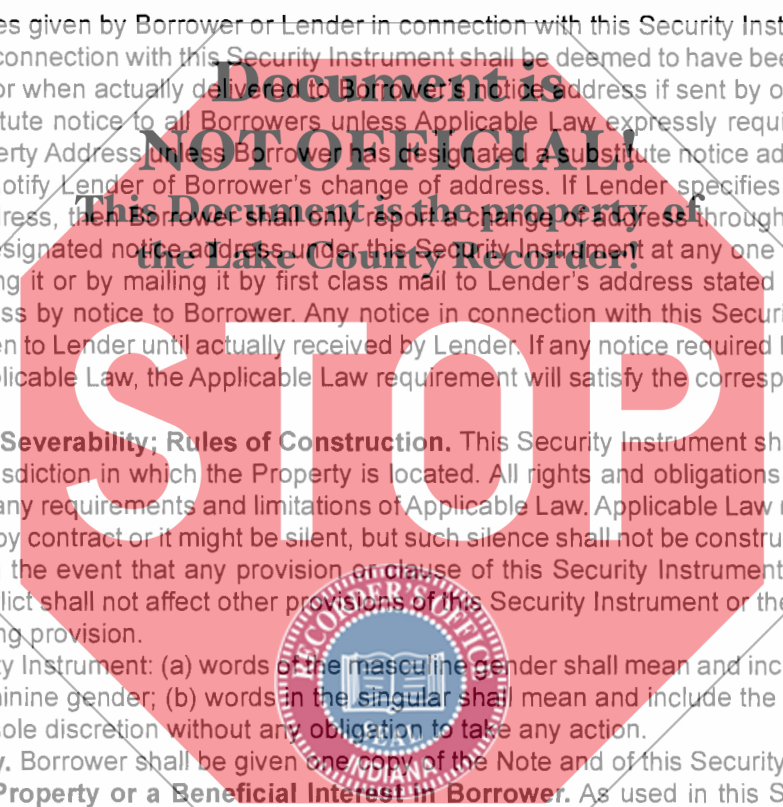 es given by Borrower or Lender in connection with this Security Inst
connection with this Security Instrument shall be deemed to have bee
or when actually delivered to Borrower's notice address if sent by o
Document is
tute notice to all Borrowers unless Applicable Law expressly requi
NOT OFFICIAL!
erty Address unless Borrower has designated a substitute notice ad
otify Lender of Borrower's change of address. If Lender specifies
This Document is the property of
ress, then Borrower shall only report a change of address through
signated notice address under this Security Instrument at any one
the Lake County Recorder!
ng it or by mailing it by first class mail to Lender's address stated
ss by notice to Borrower. Any notice in connection with this Securi
en to Lender until actually received by Lender. If any notice required
licable Law, the Applicable Law requirement will satisfy the corresp
STOP
Severability; Rules of Construction. This Security Instrument sh
sdiction in which the Property is located. All rights and obligations
any requirements and limitations of Applicable Law. Applicable Law
by contract or it might be silent, but such silence shall not be constru
the event that any provision or clause of this Security Instrument
lict shall not affect other provisions of this Security Instrument or the
ng provision.
RECORDER'S OFFICE
ty Instrument: (a) words of the masculine gender shall mean and inc
minine gender; (b) words in the singular shall mean and include the
sole discretion without any obligation to take any action.
SEAL
INDIANA
y. Borrower shall be given one copy of the Note and of this Security
Property or a Beneficial Interest in Borrower. As used in this S